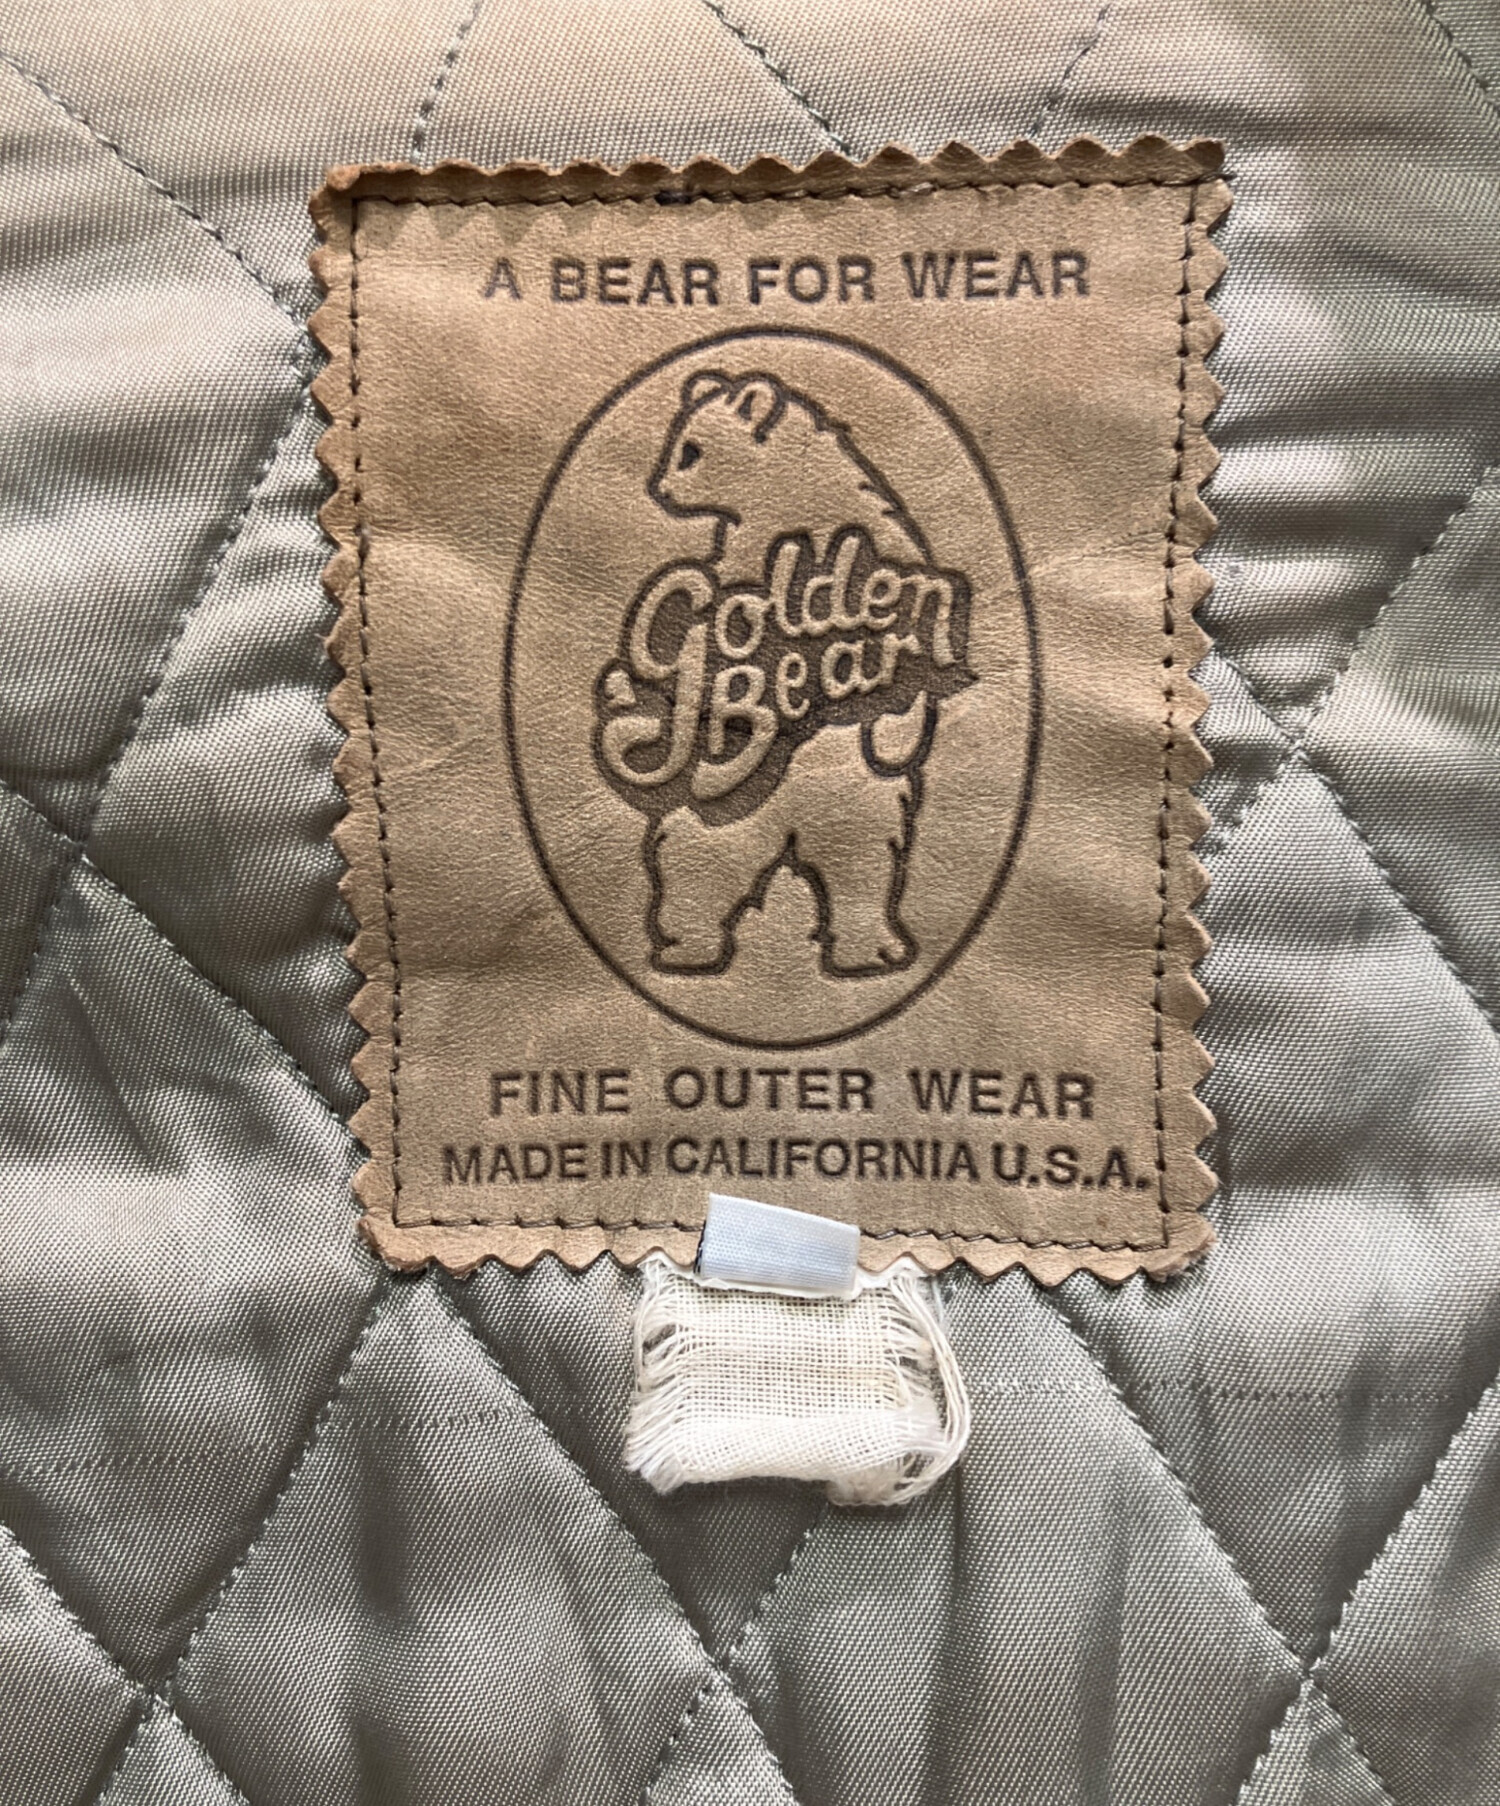 A BEAR FOR WEAR
Golden
Bear
FINE OUTER WEAR
MADE IN CALIFORNIA U.S.A.